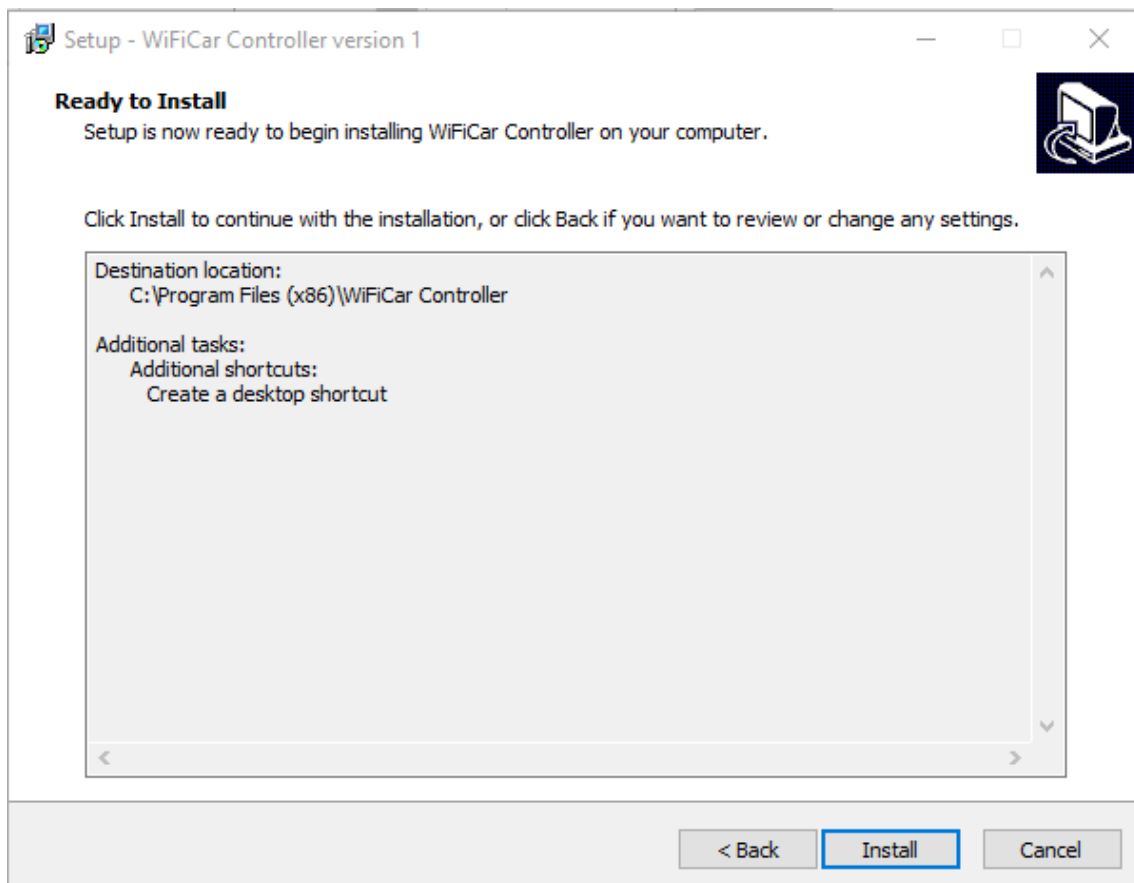 Setup - WiFiCar Controller version 1
Ready to Install
Setup is now ready to begin installing WiFiCar Controller on your computer.
Click Install to continue with the installation, or click Back if you want to review or change any settings.
Destination location:
C:\Program Files (x86)\WiFiCar Controller
Additional tasks:
Additional shortcuts:
Create a desktop shortcut
< Back
Install
Cancel